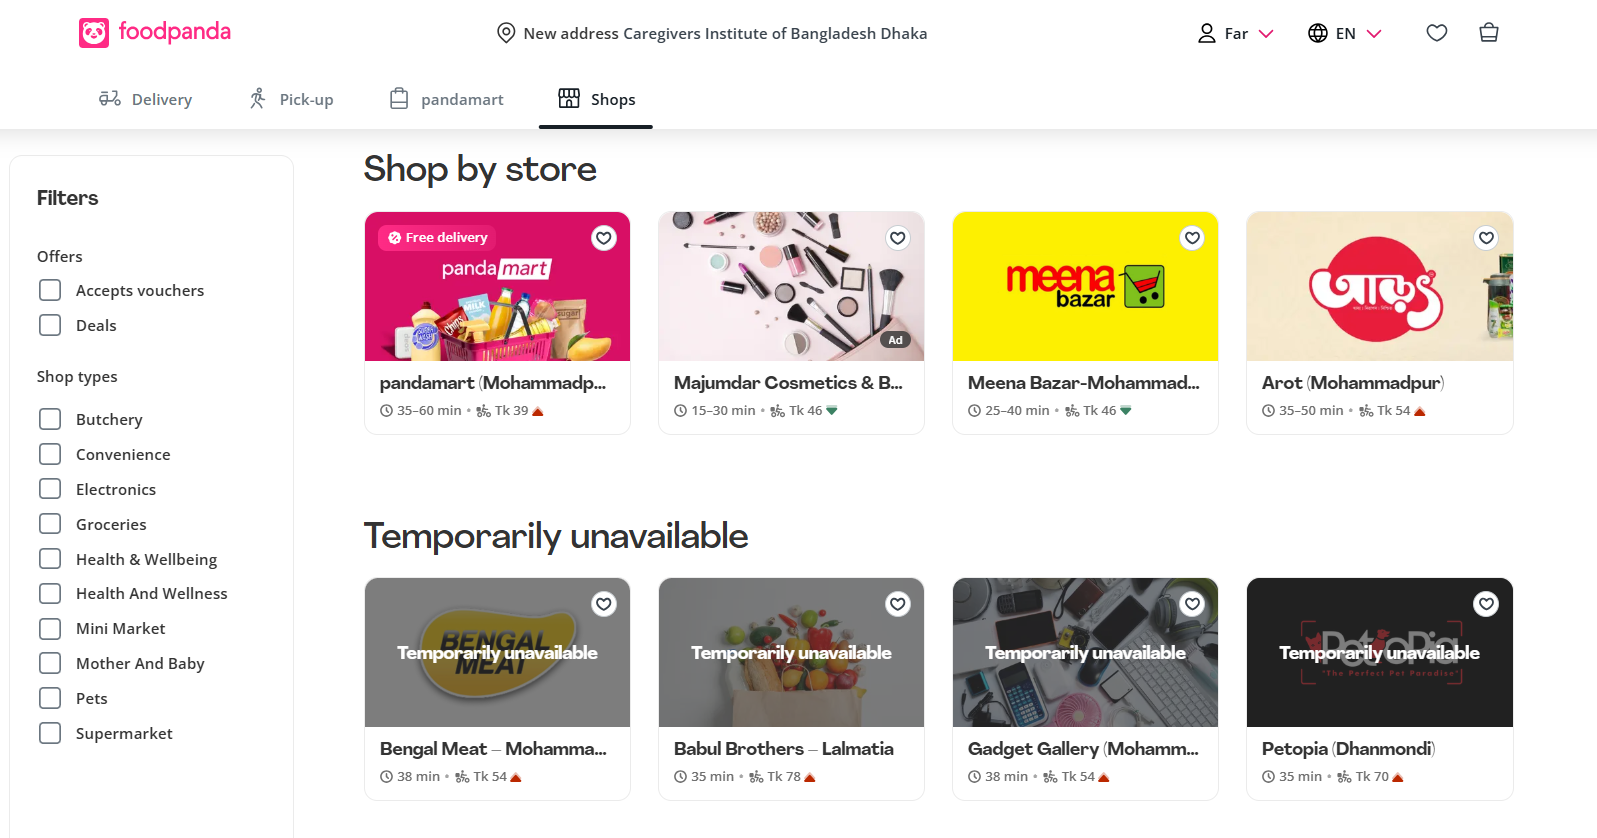 foodpanda
New address Caregivers Institute of Bangladesh Dhaka
Far
EN
Delivery
Pick-up
pandamart
Shops
Filters
Offers
Accepts vouchers
Deals
Shop types
Butchery
Convenience
Electronics
Groceries
Health & Wellbeing
Health And Wellness
Mini Market
Mother And Baby
Pets
Supermarket
Shop by store
Free delivery
panda mart
MILK
Chips
sugar
pandamart (Mohammadp...
35–60 min • Tk 39
Ad
Majumdar Cosmetics & B...
15–30 min • Tk 46
meena
bazar
Meena Bazar-Mohammad...
25–40 min • Tk 46
আড়ৎ
Arot (Mohammadpur)
35–50 min • Tk 54
Temporarily unavailable
BENGAL
MEAT
Temporarily unavailable
Bengal Meat – Mohamma...
38 min • Tk 54
Temporarily unavailable
Babul Brothers – Lalmatia
35 min • Tk 78
Temporarily unavailable
Gadget Gallery (Mohamm...
38 min • Tk 54
PetoPia
Temporarily unavailable
"The Perfect Pet Paradise"
Petopia (Dhanmondi)
35 min • Tk 70